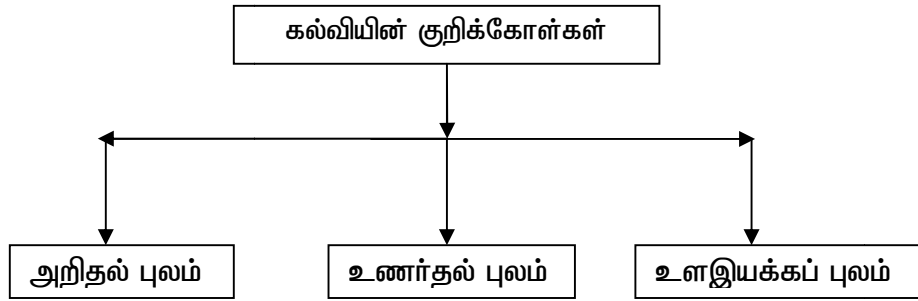 கல்வியின் குறிக்கோள்கள்
அறிதல் புலம்
உணர்தல் புலம்
உளஇயக்கப் புலம்